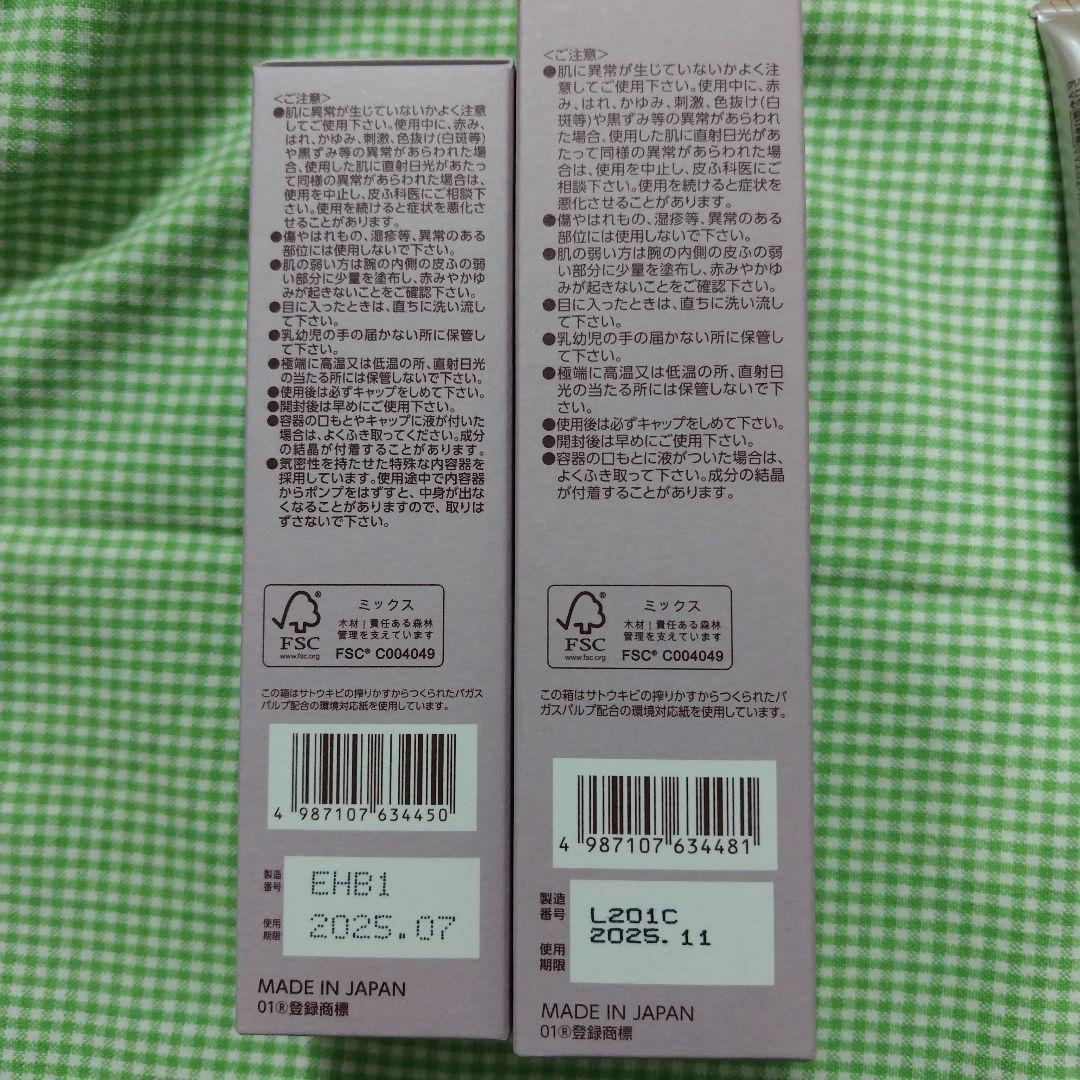 <ご注意>
●肌に異常が生じていないかよく注意
してご使用下さい。使用中に、赤み、
はれ、かゆみ、刺激、色抜け(白斑等)
や黒ずみ等の異常があらわれた場
合、使用した肌に直射日光があたっ
て同様の異常があらわれた場合は、
使用を中止し、皮ふ科医にご相談下
さい。使用を続けると症状を悪化さ
せることがあります。
●傷やはれもの、湿疹等、異常のある
部位には使用しないで下さい。
●肌の弱い方は腕の内側の皮ふの弱
い部分に少量を塗布し、赤みやかゆ
みが起きないことをご確認下さい。
●目に入ったときは、直ちに洗い流し
て下さい。
●乳幼児の手の届かない所に保管し
て下さい。
●極端に高温又は低温の所、直射日光
の当たる所には保管しないで下さい。
●使用後は必ずキャップをしめて下さい。
●開封後は早めにご使用下さい。
●容器の口もとやキャップに液が付いた
場合は、よくふき取ってください。成分
の結晶が付着することがあります。
●気密性を持たせた特殊な内容器を
採用しています。使用途中で内容器
からポンプをはずすと、中身が出な
くなることがありますので、取りは
ずさないで下さい。
FSC®
www.fsc.org
ミックス
木材|責任ある森林
管理を支えています
FSC® C004049
この箱はサトウキビの搾りかすからつくられたバガス
パルプ配合の環境対応紙を使用しています。
4 987107 634450
製造
番号
EHB1
使用
期限
2025.07
MADE IN JAPAN
01®登録商標
<ご注意>
●肌に異常が生じていないかよく注
意してご使用下さい。使用中に、赤
み、はれ、かゆみ、刺激、色抜け(白
斑等)や黒ずみ等の異常があらわれ
た場合、使用した肌に直射日光があ
たって同様の異常があらわれた場
合は、使用を中止し、皮ふ科医にご
相談下さい。使用を続けると症状を
悪化させることがあります。
●傷やはれもの、湿疹等、異常のある
部位には使用しないで下さい。
●肌の弱い方は腕の内側の皮ふの弱
い部分に少量を塗布し、赤みやかゆ
みが起きないことをご確認下さい。
●目に入ったときは、直ちに洗い流し
て下さい。
●乳幼児の手の届かない所に保管し
て下さい。
●極端に高温又は低温の所、直射日
光の当たる所には保管しないで下
さい。
●使用後は必ずキャップをしめて下さい。
●開封後は早めにご使用下さい。
●容器の口もとに液がついた場合は、
よくふき取って下さい。成分の結晶
が付着することがあります。
FSC®
www.fsc.org
ミックス
木材|責任ある森林
管理を支えています
FSC® C004049
この箱はサトウキビの搾りかすからつくられたバ
ガスパルプ配合の環境対応紙を使用しています。
4 987107 634481
製造
番号
L201C
2025.11
使用
期限
MADE IN JAPAN
01®登録商標